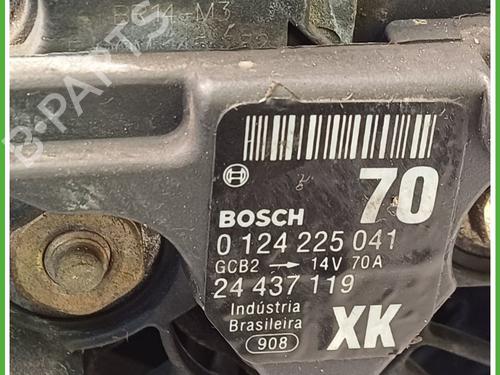 B-PARTS
70
BOSCH
0 124 225 041
GCB2 → 14V 70A
24 437 119
Indústria
Brasileira
XK
908